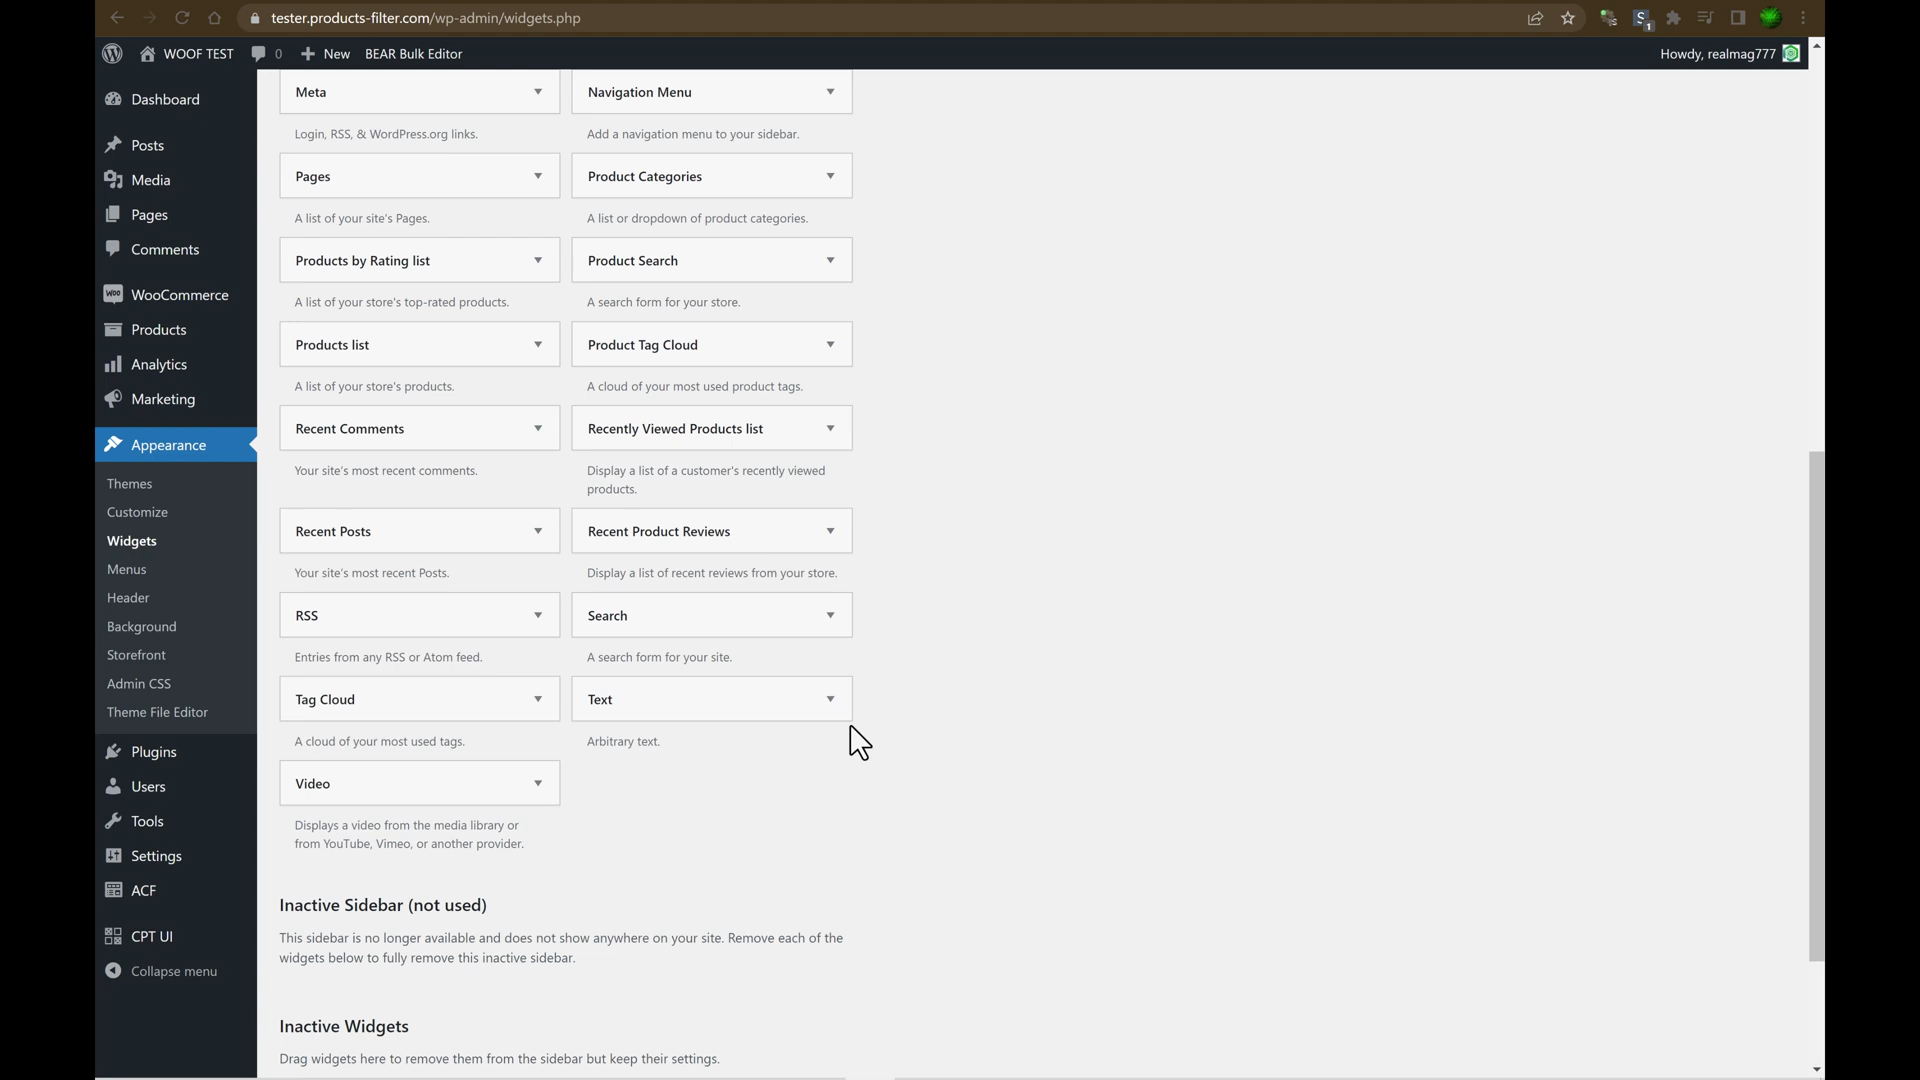 tester.products-filter.com/wp-admin/widgets.php
S
1
WOOF TEST
0
New
BEAR Bulk Editor
Howdy, realmag777
Dashboard
Posts
Media
Pages
Comments
WOO
WooCommerce
Products
Analytics
Marketing
Appearance
Themes
Customize
Widgets
Menus
Header
Background
Storefront
Admin CSS
Theme File Editor
Plugins
Users
Tools
Settings
ACF
CPT UI
Collapse menu
Meta
Navigation Menu
Login, RSS, & WordPress.org links.
Add a navigation menu to your sidebar.
Pages
Product Categories
A list of your site's Pages.
A list or dropdown of product categories.
Products by Rating list
Product Search
A list of your store's top-rated products.
A search form for your store.
Products list
Product Tag Cloud
A list of your store's products.
A cloud of your most used product tags.
Recent Comments
Recently Viewed Products list
Your site's most recent comments.
Display a list of a customer's recently viewed
products.
Recent Posts
Recent Product Reviews
Your site's most recent Posts.
Display a list of recent reviews from your store.
RSS
Search
Entries from any RSS or Atom feed.
A search form for your site.
Tag Cloud
Text
A cloud of your most used tags.
Arbitrary text.
Video
Displays a video from the media library or
from YouTube, Vimeo, or another provider.
Inactive Sidebar (not used)
This sidebar is no longer available and does not show anywhere on your site. Remove each of the
widgets below to fully remove this inactive sidebar.
Inactive Widgets
Drag widgets here to remove them from the sidebar but keep their settings.